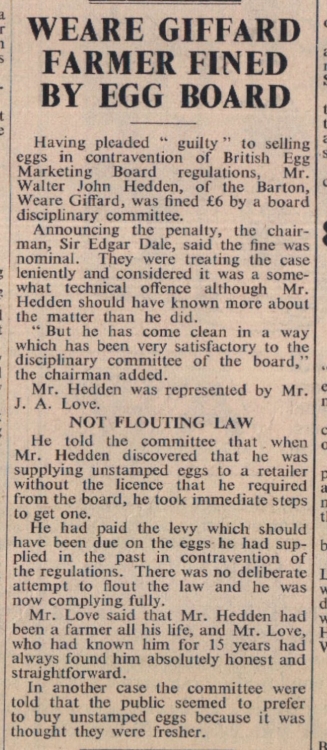 WEARE GIFFARD
FARMER FINED
BY EGG BOARD
Having pleaded " guilty " to selling
eggs in contravention of British Egg
Marketing Board regulations, Mr.
Walter John Hedden, of the Barton,
Weare Giffard, was fined £6 by a board
disciplinary committee.
Announcing the penalty, the chair-
man, Sir Edgar Dale, said the fine was
nominal. They were treating the case
leniently and considered it was a some-
what technical offence although Mr.
Hedden should have known more about
the matter than he did.
" But he has come clean in a way
which has been very satisfactory to the
disciplinary committee of the board,"
the chairman added.
Mr. Hedden was represented by Mr.
J. A. Love.
NOT FLOUTING LAW
He told the committee that when
Mr. Hedden discovered that he was
supplying unstamped eggs to a retailer
without the licence that he required
from the board, he took immediate steps
to get one.
He had paid the levy which should
have been due on the eggs he had sup-
plied in the past in contravention of
the regulations. There was no deliberate
attempt to flout the law and he was
now complying fully.
Mr. Love said that Mr. Hedden had
been a farmer all his life, and Mr. Love,
who had known him for 15 years had
always found him absolutely honest and
straightforward.
In another case the committee were
told that the public seemed to prefer
to buy unstamped eggs because it was
thought they were fresher.